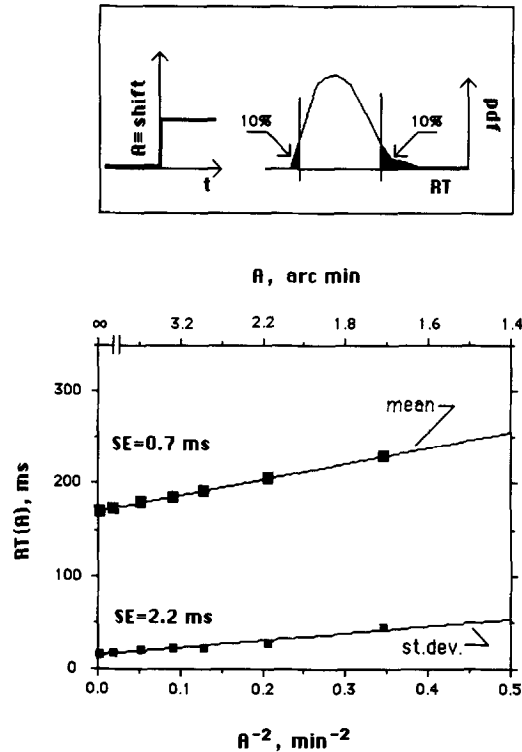 A≡ shift
t
10%
10%
pdf
RT
A, arc min
∞ 3.2 2.2 1.8 1.6 1.4
300
200
100
0
RT(A), ms
mean
SE=0.7 ms
SE=2.2 ms
st.dev.
0.0 0.1 0.2 0.3 0.4 0.5
A⁻², min⁻²